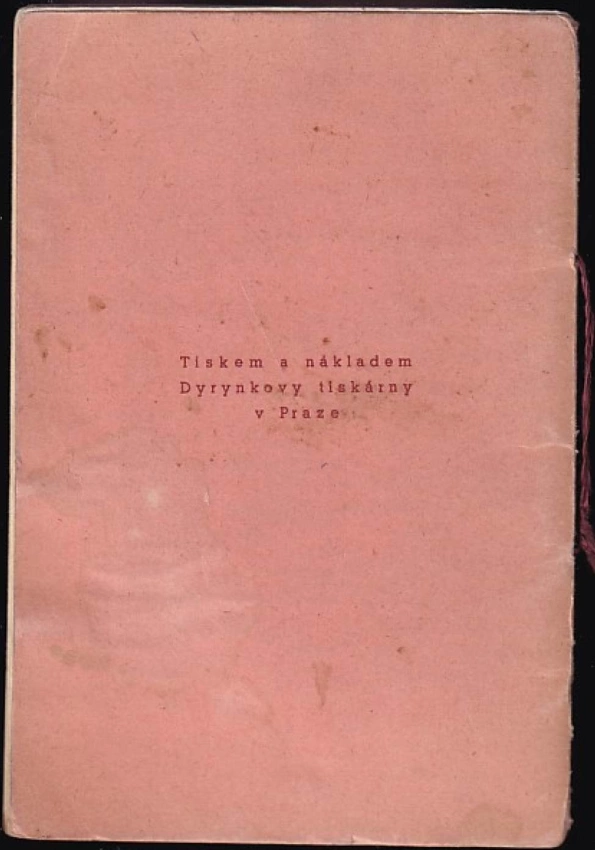 Tiskem a nákladem
Dyrynkovy tiskárny
v Praze